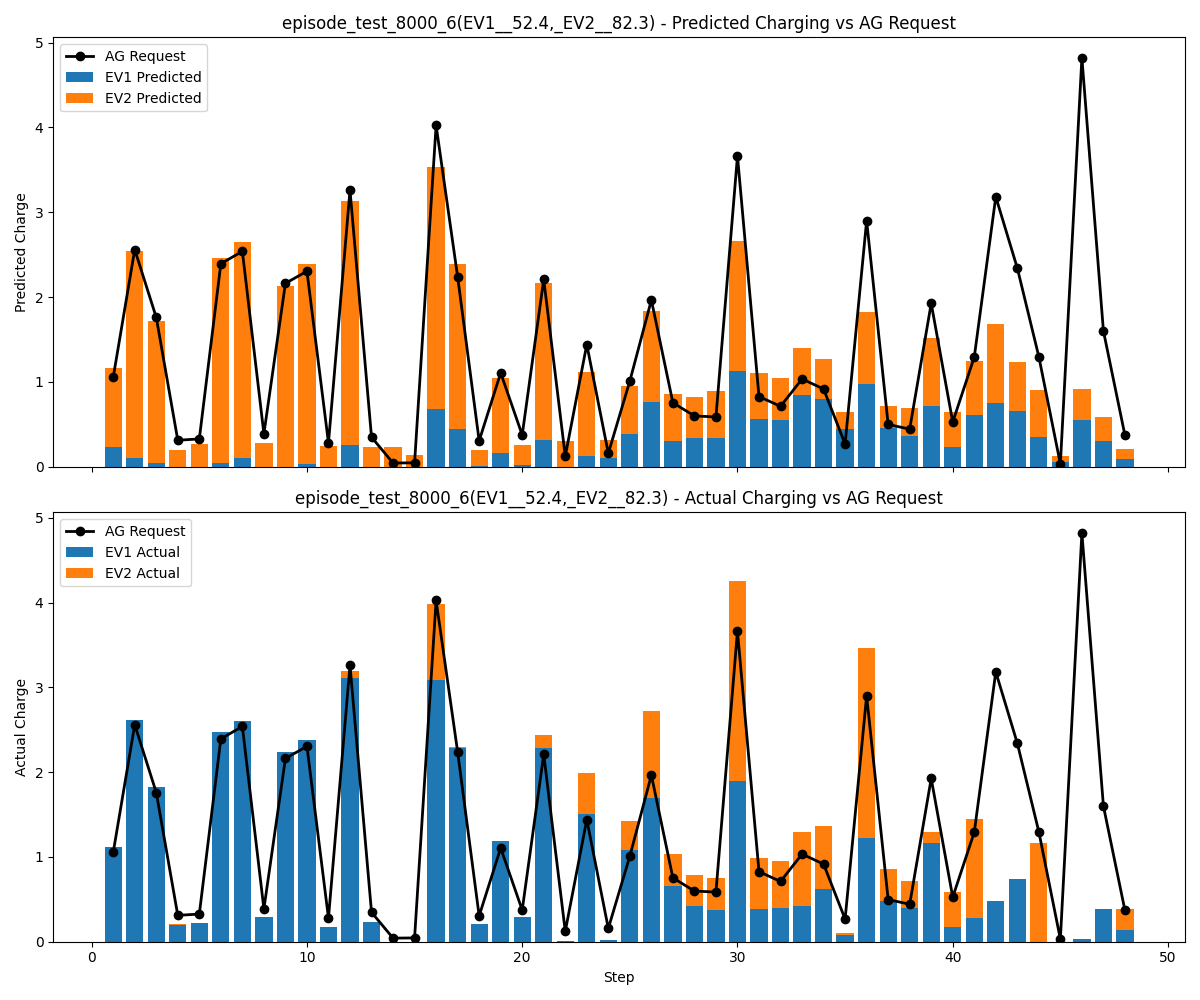 episode_test_8000_6(EV1__52.4,_EV2__82.3) - Predicted Charging vs AG Request
5
4
3
2
1
0
Predicted Charge
AG Request
EV1 Predicted
EV2 Predicted
episode_test_8000_6(EV1__52.4,_EV2__82.3) - Actual Charging vs AG Request
5
4
3
2
1
0
Actual Charge
AG Request
EV1 Actual
EV2 Actual
0 10 20 30 40 50
Step